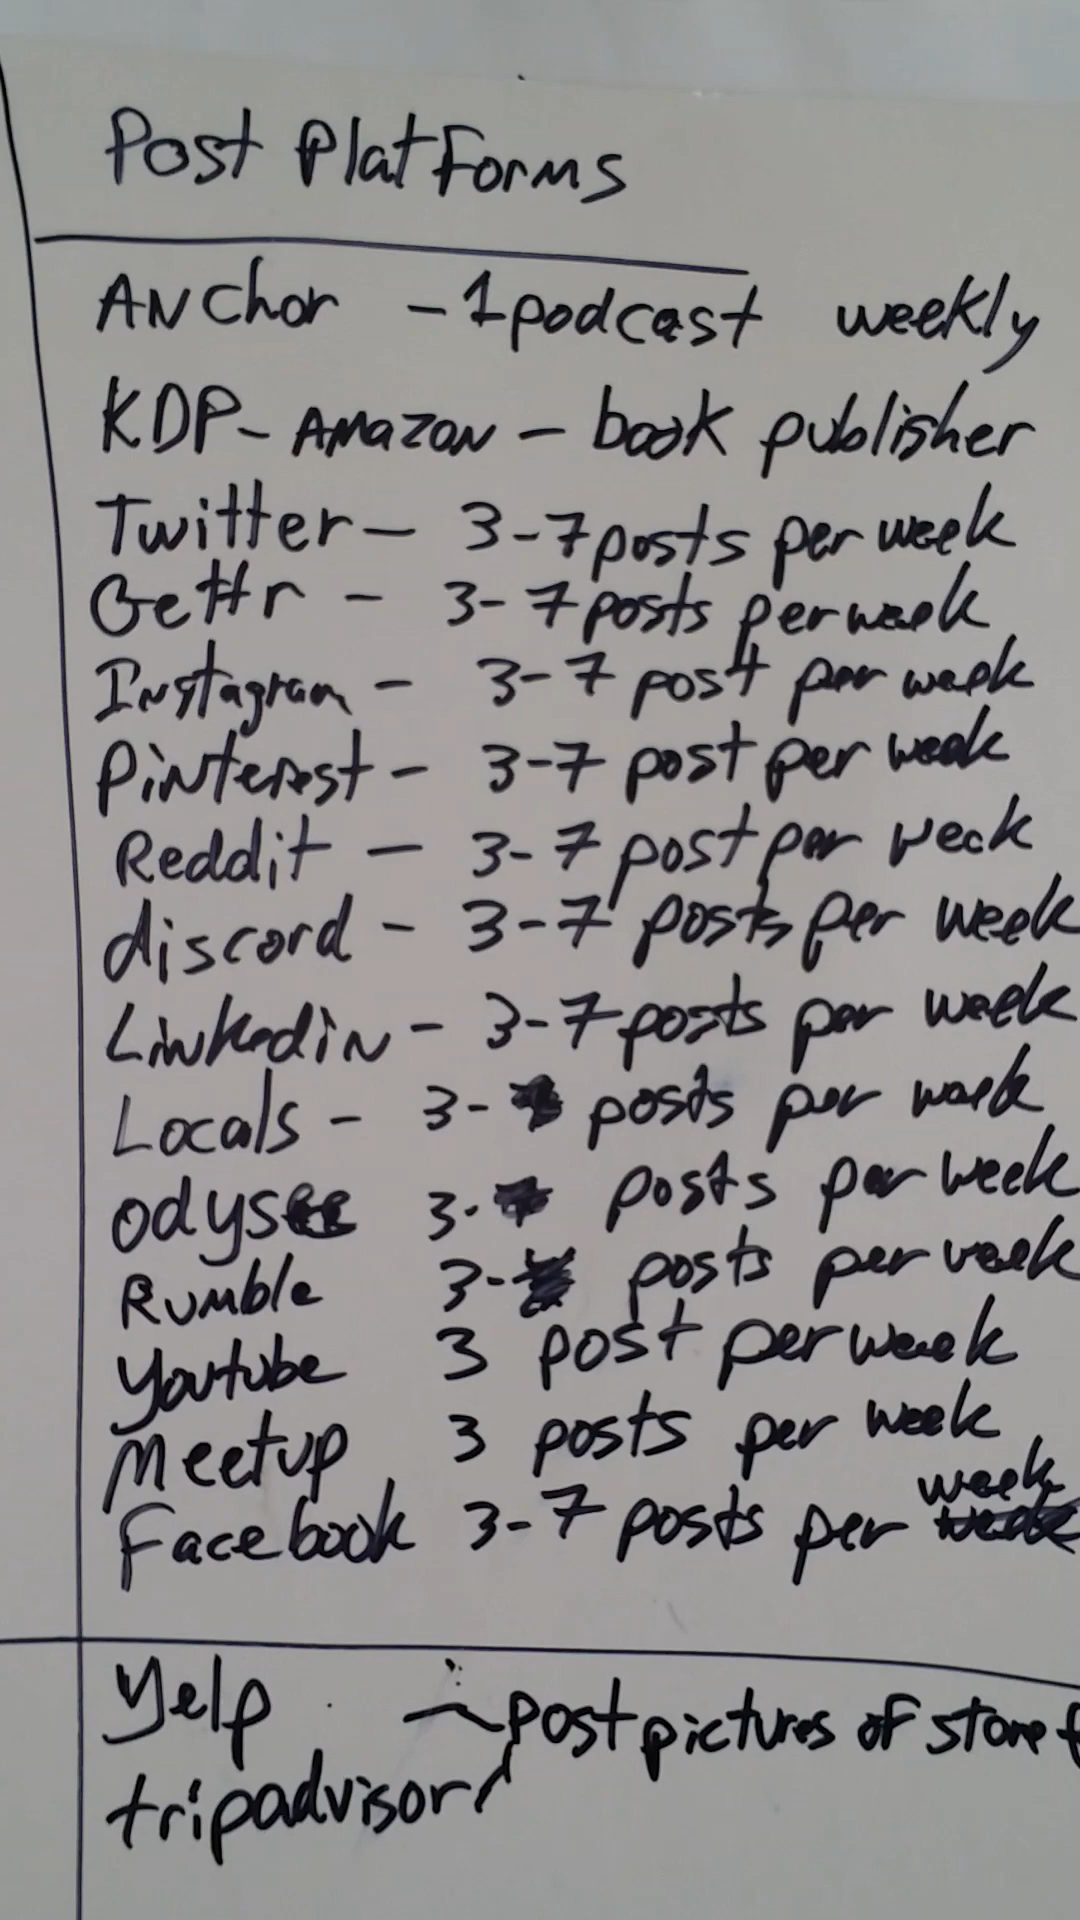 Post Platforms
Anchor - 1 podcast weekly
KDP - Amazon - book publisher
Twitter - 3-7 posts per week
Gettr - 3-7 posts per week
Instagram - 3-7 post per week
Pinterest - 3-7 post per week
Reddit - 3-7 post per week
discord - 3-7 posts per week
Linkedin - 3-7 posts per week
Locals - 3- posts per week
odysee 3- posts per week
Rumble 3- posts per week
Youtube 3 post per week
Meetup 3 posts per week
Facebook 3-7 posts per week
Yelp - post pictures of store
tripadvisor